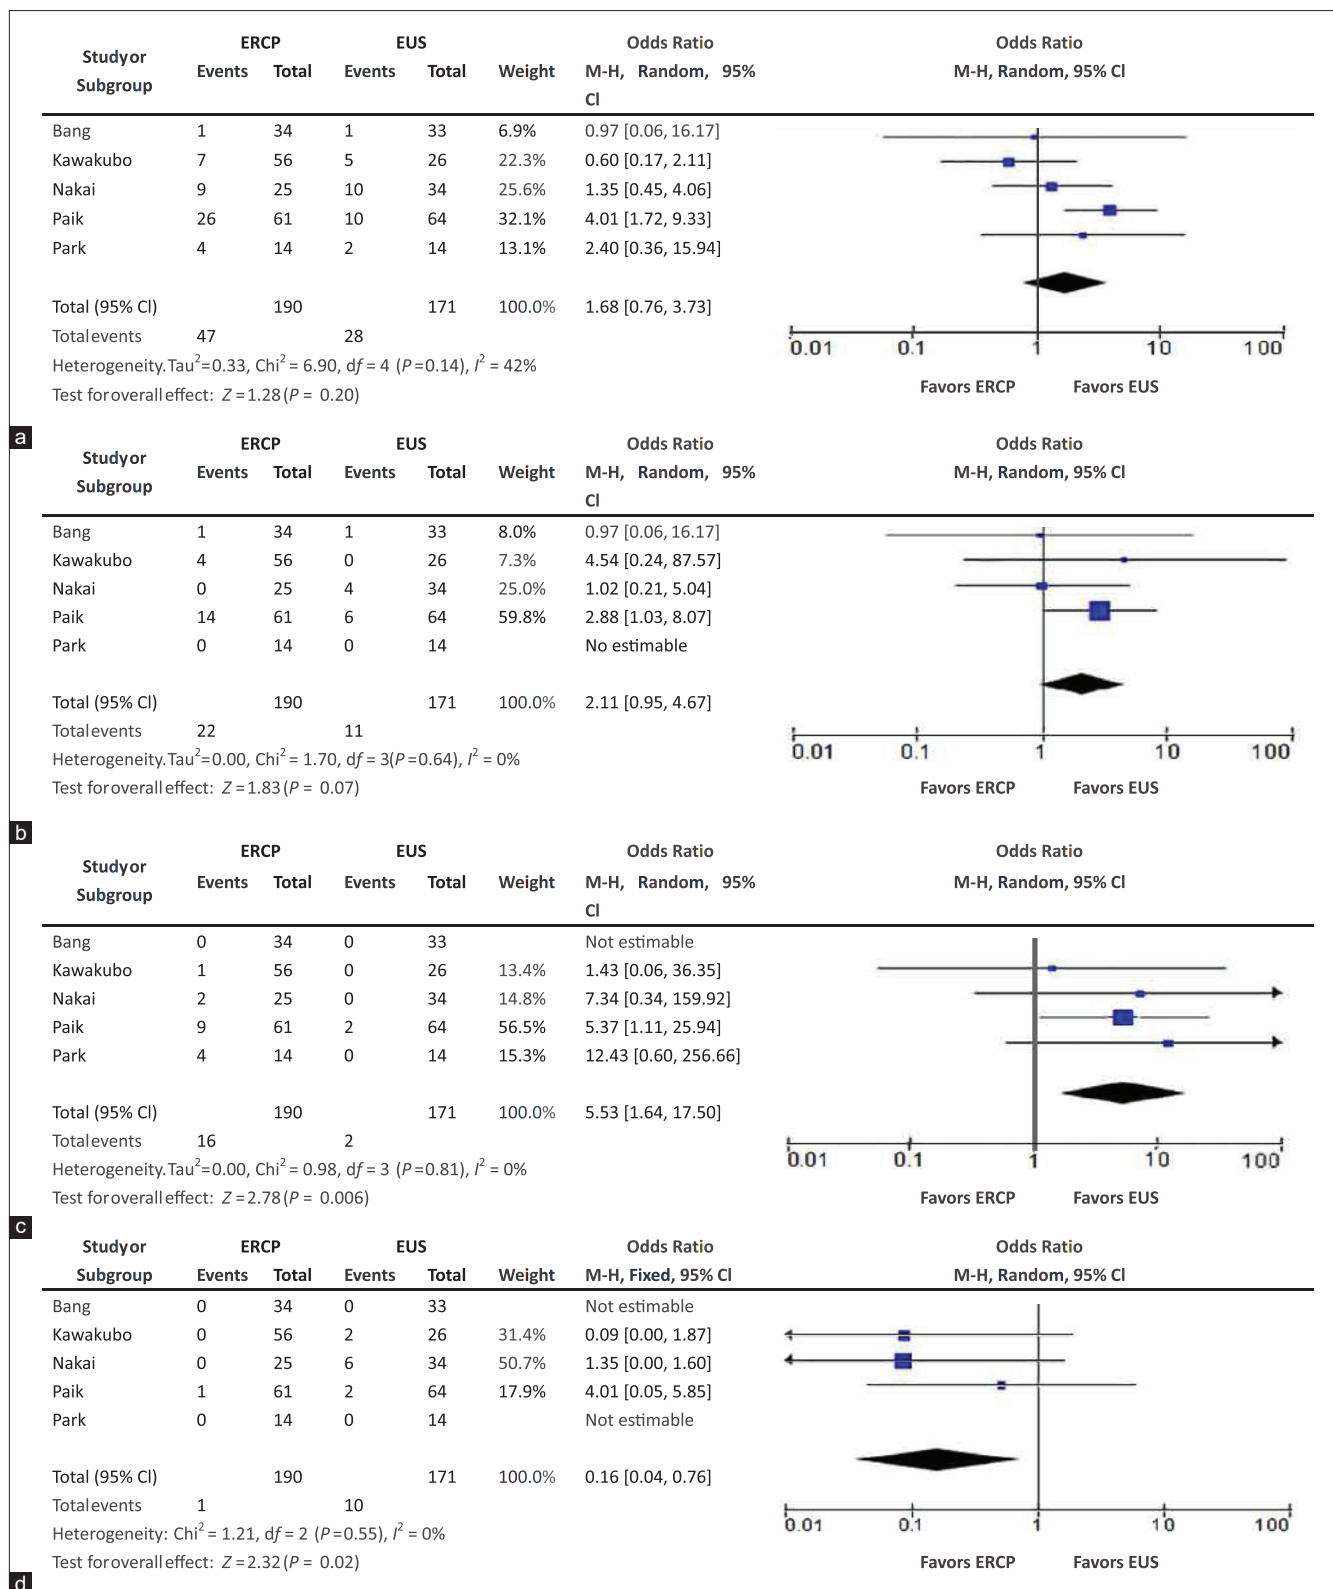 ERCP EUS Odds Ratio Odds Ratio
Study or
Subgroup Events Total Events Total Weight M-H, Random, 95% CI M-H, Random, 95% CI
Bang 1 34 1 33 6.9% 0.97 [0.06, 16.17]
Kawakubo 7 56 5 26 22.3% 0.60 [0.17, 2.11]
Nakai 9 25 10 34 25.6% 1.35 [0.45, 4.06]
Paik 26 61 10 64 32.1% 4.01 [1.72, 9.33]
Park 4 14 2 14 13.1% 2.40 [0.36, 15.94]
Total (95% CI) 190 171 100.0% 1.68 [0.76, 3.73]
Total events 47 28
Heterogeneity. Tau²=0.33, Chi² = 6.90, df = 4 (P=0.14), I² = 42%
Test for overall effect: Z=1.28 (P = 0.20)
0.01 0.1 1 10 100
Favors ERCP Favors EUS
a
ERCP EUS Odds Ratio Odds Ratio
Study or
Subgroup Events Total Events Total Weight M-H, Random, 95% CI M-H, Random, 95% CI
Bang 1 34 1 33 8.0% 0.97 [0.06, 16.17]
Kawakubo 4 56 0 26 7.3% 4.54 [0.24, 87.57]
Nakai 0 25 4 34 25.0% 1.02 [0.21, 5.04]
Paik 14 61 6 64 59.8% 2.88 [1.03, 8.07]
Park 0 14 0 14 No estimable
Total (95% CI) 190 171 100.0% 2.11 [0.95, 4.67]
Total events 22 11
Heterogeneity. Tau²=0.00, Chi² = 1.70, df = 3(P=0.64), I² = 0%
Test for overall effect: Z=1.83 (P = 0.07)
0.01 0.1 1 10 100
Favors ERCP Favors EUS
b
ERCP EUS Odds Ratio Odds Ratio
Study or
Subgroup Events Total Events Total Weight M-H, Random, 95% CI M-H, Random, 95% CI
Bang 0 34 0 33 Not estimable
Kawakubo 1 56 0 26 13.4% 1.43 [0.06, 36.35]
Nakai 2 25 0 34 14.8% 7.34 [0.34, 159.92]
Paik 9 61 2 64 56.5% 5.37 [1.11, 25.94]
Park 4 14 0 14 15.3% 12.43 [0.60, 256.66]
Total (95% CI) 190 171 100.0% 5.53 [1.64, 17.50]
Total events 16 2
Heterogeneity. Tau²=0.00, Chi² = 0.98, df = 3 (P=0.81), I² = 0%
Test for overall effect: Z=2.78 (P = 0.006)
0.01 0.1 1 10 100
Favors ERCP Favors EUS
c
ERCP EUS Odds Ratio Odds Ratio
Study or
Subgroup Events Total Events Total Weight M-H, Fixed, 95% CI M-H, Random, 95% CI
Bang 0 34 0 33 Not estimable
Kawakubo 0 56 2 26 31.4% 0.09 [0.00, 1.87]
Nakai 0 25 6 34 50.7% 1.35 [0.00, 1.60]
Paik 1 61 2 64 17.9% 4.01 [0.05, 5.85]
Park 0 14 0 14 Not estimable
Total (95% CI) 190 171 100.0% 0.16 [0.04, 0.76]
Total events 1 10
Heterogeneity: Chi² = 1.21, df = 2 (P=0.55), I² = 0%
Test for overall effect: Z=2.32 (P = 0.02)
0.01 0.1 1 10 100
Favors ERCP Favors EUS
d